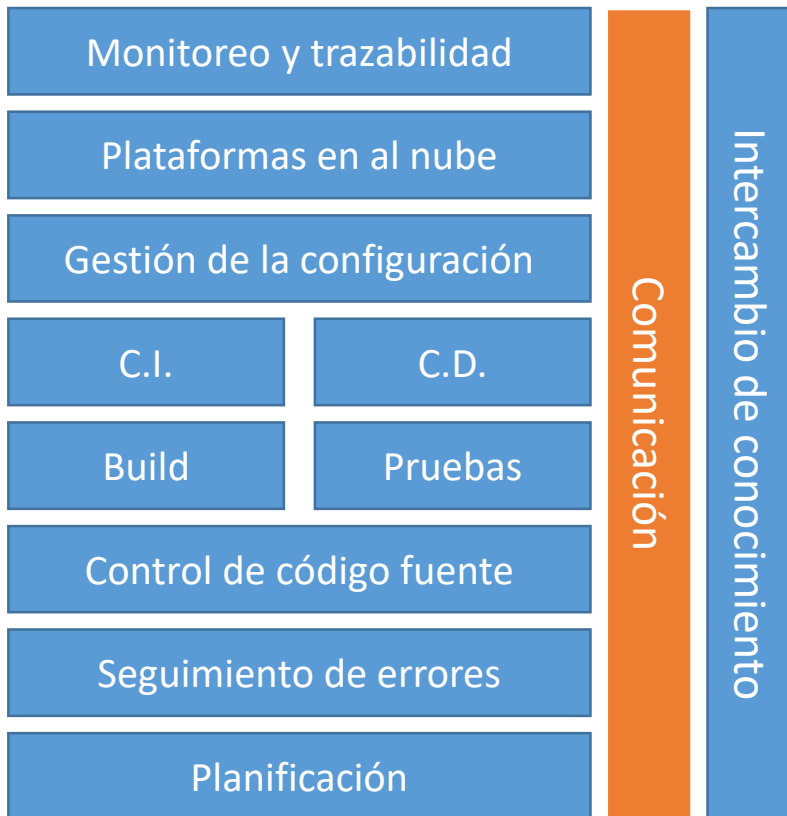 Monitoreo y trazabilidad
Plataformas en al nube
Gestión de la configuración
C.I.
C.D.
Build
Pruebas
Control de código fuente
Seguimiento de errores
Planificación
Comunicación
Intercambio de conocimiento